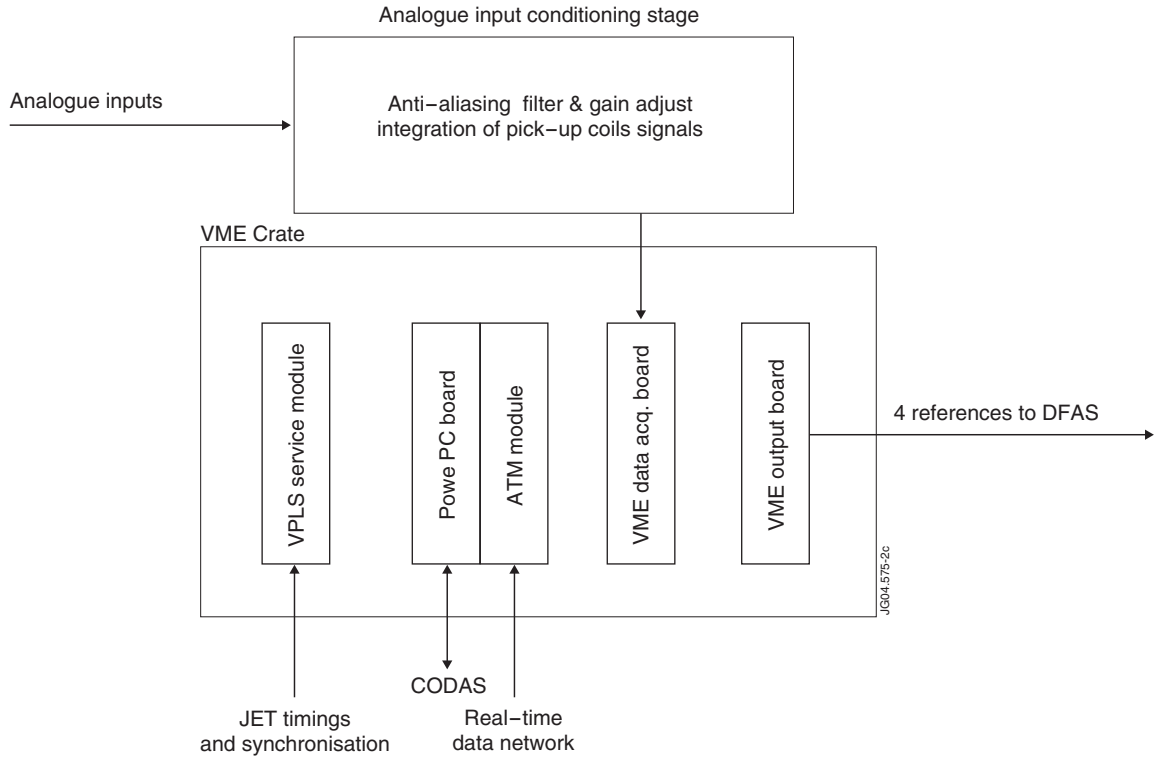 Analogue input conditioning stage
Analogue inputs
Anti−aliasing filter & gain adjust
integration of pick−up coils signals
VME Crate
VPLS service module
Powe PC board
ATM module
VME data acq. board
VME output board
4 references to DFAS
JG04.575-2c
CODAS
JET timings
and synchronisation
Real−time
data network